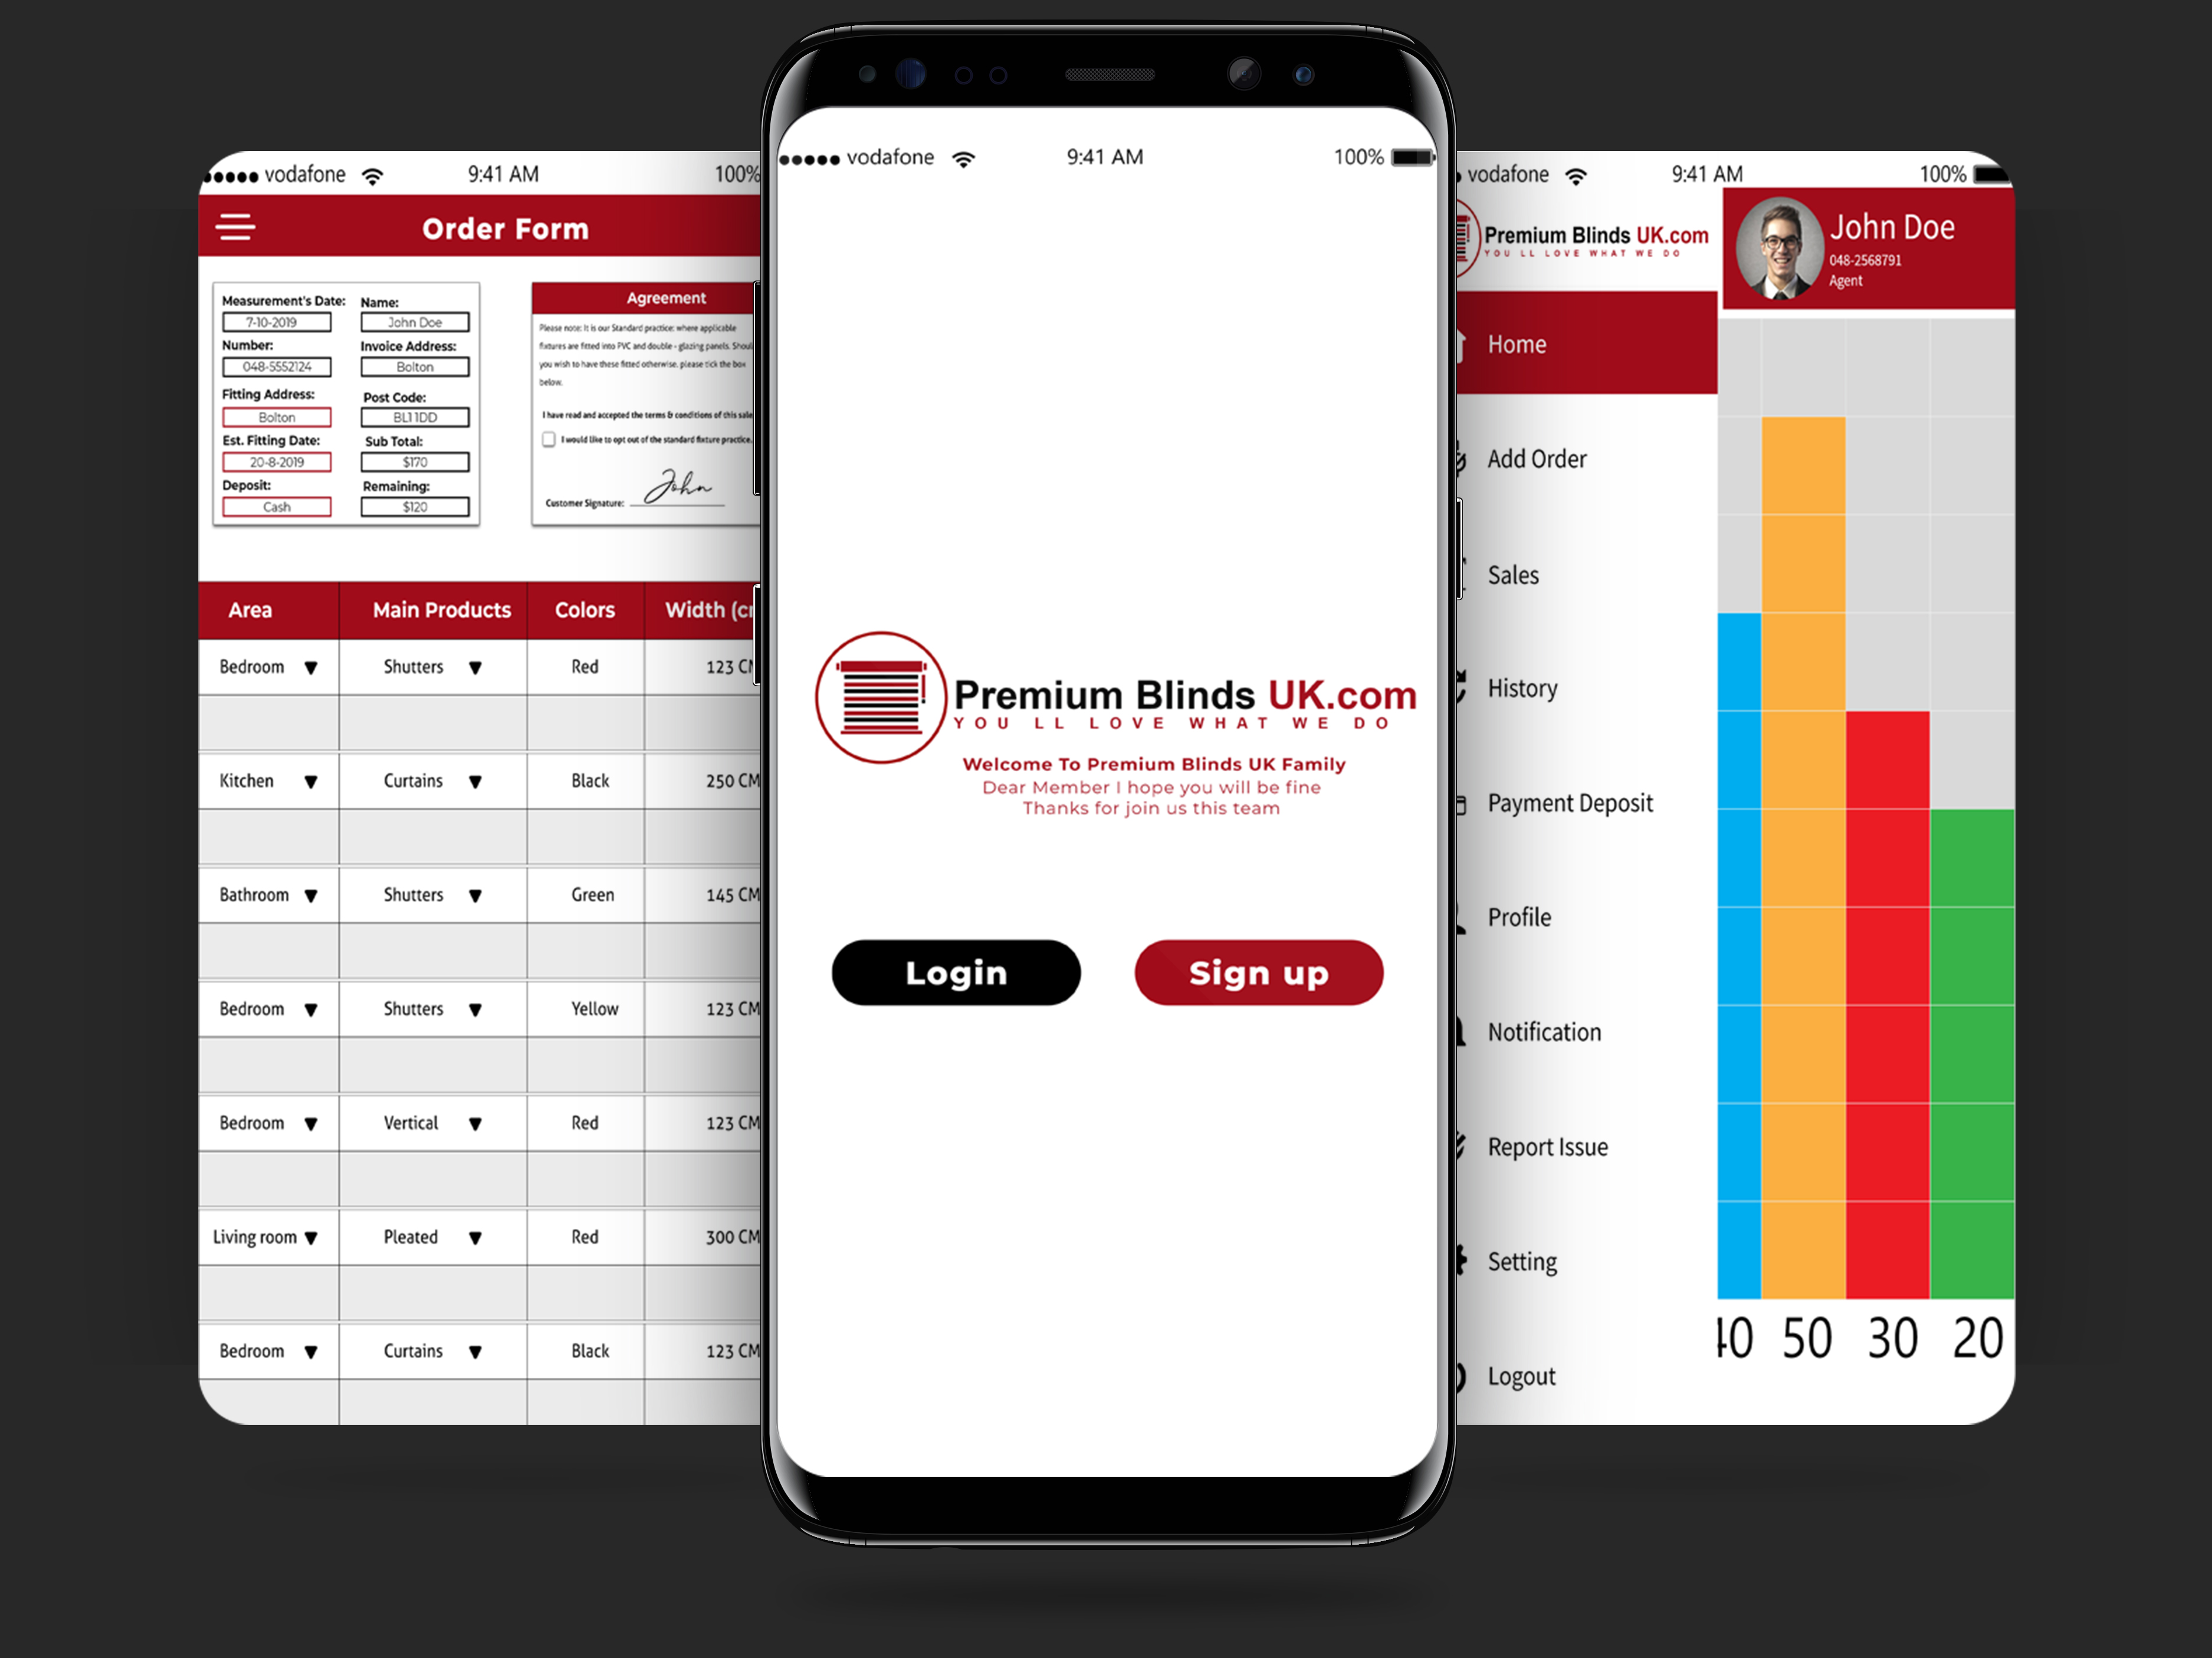 vodafone 9:41 AM 100%
Order Form
Measurement's Date: Name:
7-10-2019 John Doe
Number: Invoice Address:
048-5552124 Bolton
Fitting Address: Post Code:
Bolton BL1 1DD
Est. Fitting Date: Sub Total:
20-8-2019 $170
Deposit: Remaining:
Cash $120
Agreement
Please note: It is our Standard practice: where applicable
fixtures are fitted into PVC and double - glazing panels. Shoul
you wish to have these fitted otherwise, please tick the box
below.
I have read and accepted the terms & conditions of this sale
I would like to opt out of the standard fixture practice.
John
Customer Signature:
Area Main Products Colors Width (c
Bedroom ▼ Shutters ▼ Red 123 C
Kitchen ▼ Curtains ▼ Black 250 CM
Bathroom ▼ Shutters ▼ Green 145 CM
Bedroom ▼ Shutters ▼ Yellow 123 CM
Bedroom ▼ Vertical ▼ Red 123 CM
Living room ▼ Pleated ▼ Red 300 CM
Bedroom ▼ Curtains ▼ Black 123 CM
vodafone 9:41 AM 100%
Premium Blinds UK.com
YOU LL LOVE WHAT WE DO
Welcome To Premium Blinds UK Family
Dear Member I hope you will be fine
Thanks for join us this team
Login
Sign up
vodafone 9:41 AM 100%
Premium Blinds UK.com
YOU LL LOVE WHAT WE DO
John Doe
048-2568791
Agent
Home
Add Order
Sales
History
Payment Deposit
Profile
Notification
Report Issue
Setting
Logout
40 50 30 20